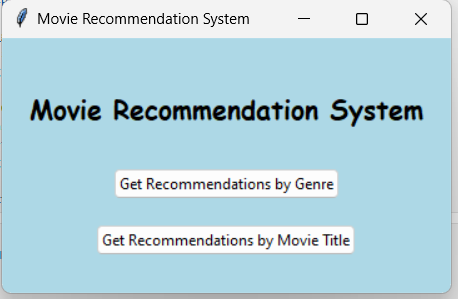 Movie Recommendation System
Movie Recommendation System
Get Recommendations by Genre
Get Recommendations by Movie Title